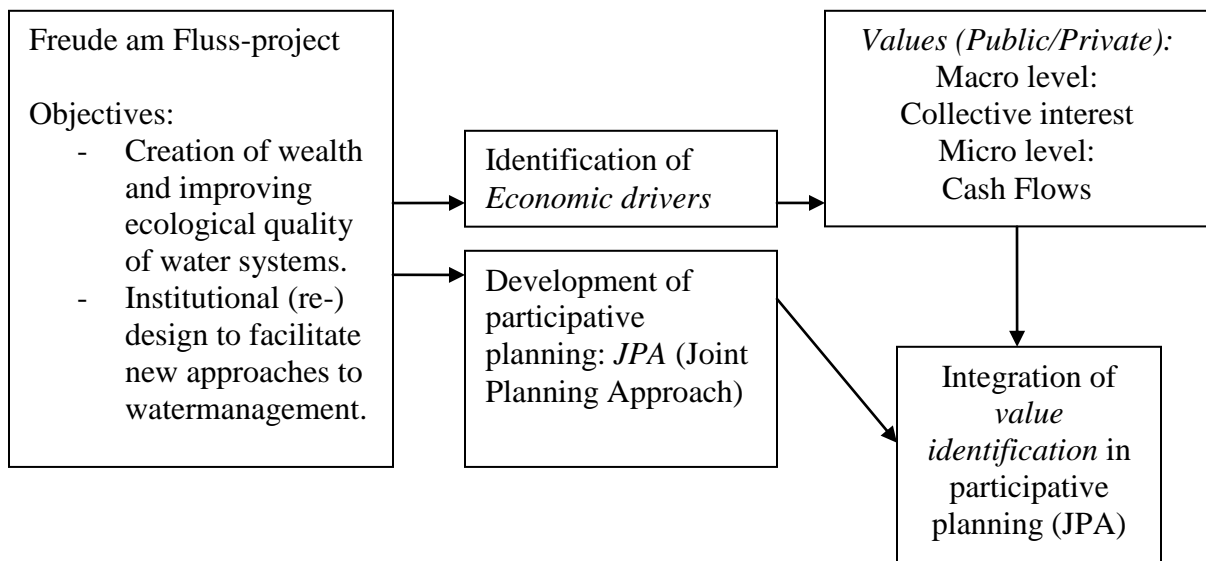 Freude am Fluss-project
Objectives:
- Creation of wealth
and improving
ecological quality
of water systems.
- Institutional (re-)
design to facilitate
new approaches to
watermanagement.
Identification of
Economic drivers
Development of
participative
planning: JPA (Joint
Planning Approach)
Values (Public/Private):
Macro level:
Collective interest
Micro level:
Cash Flows
Integration of
value
identification in
participative
planning (JPA)